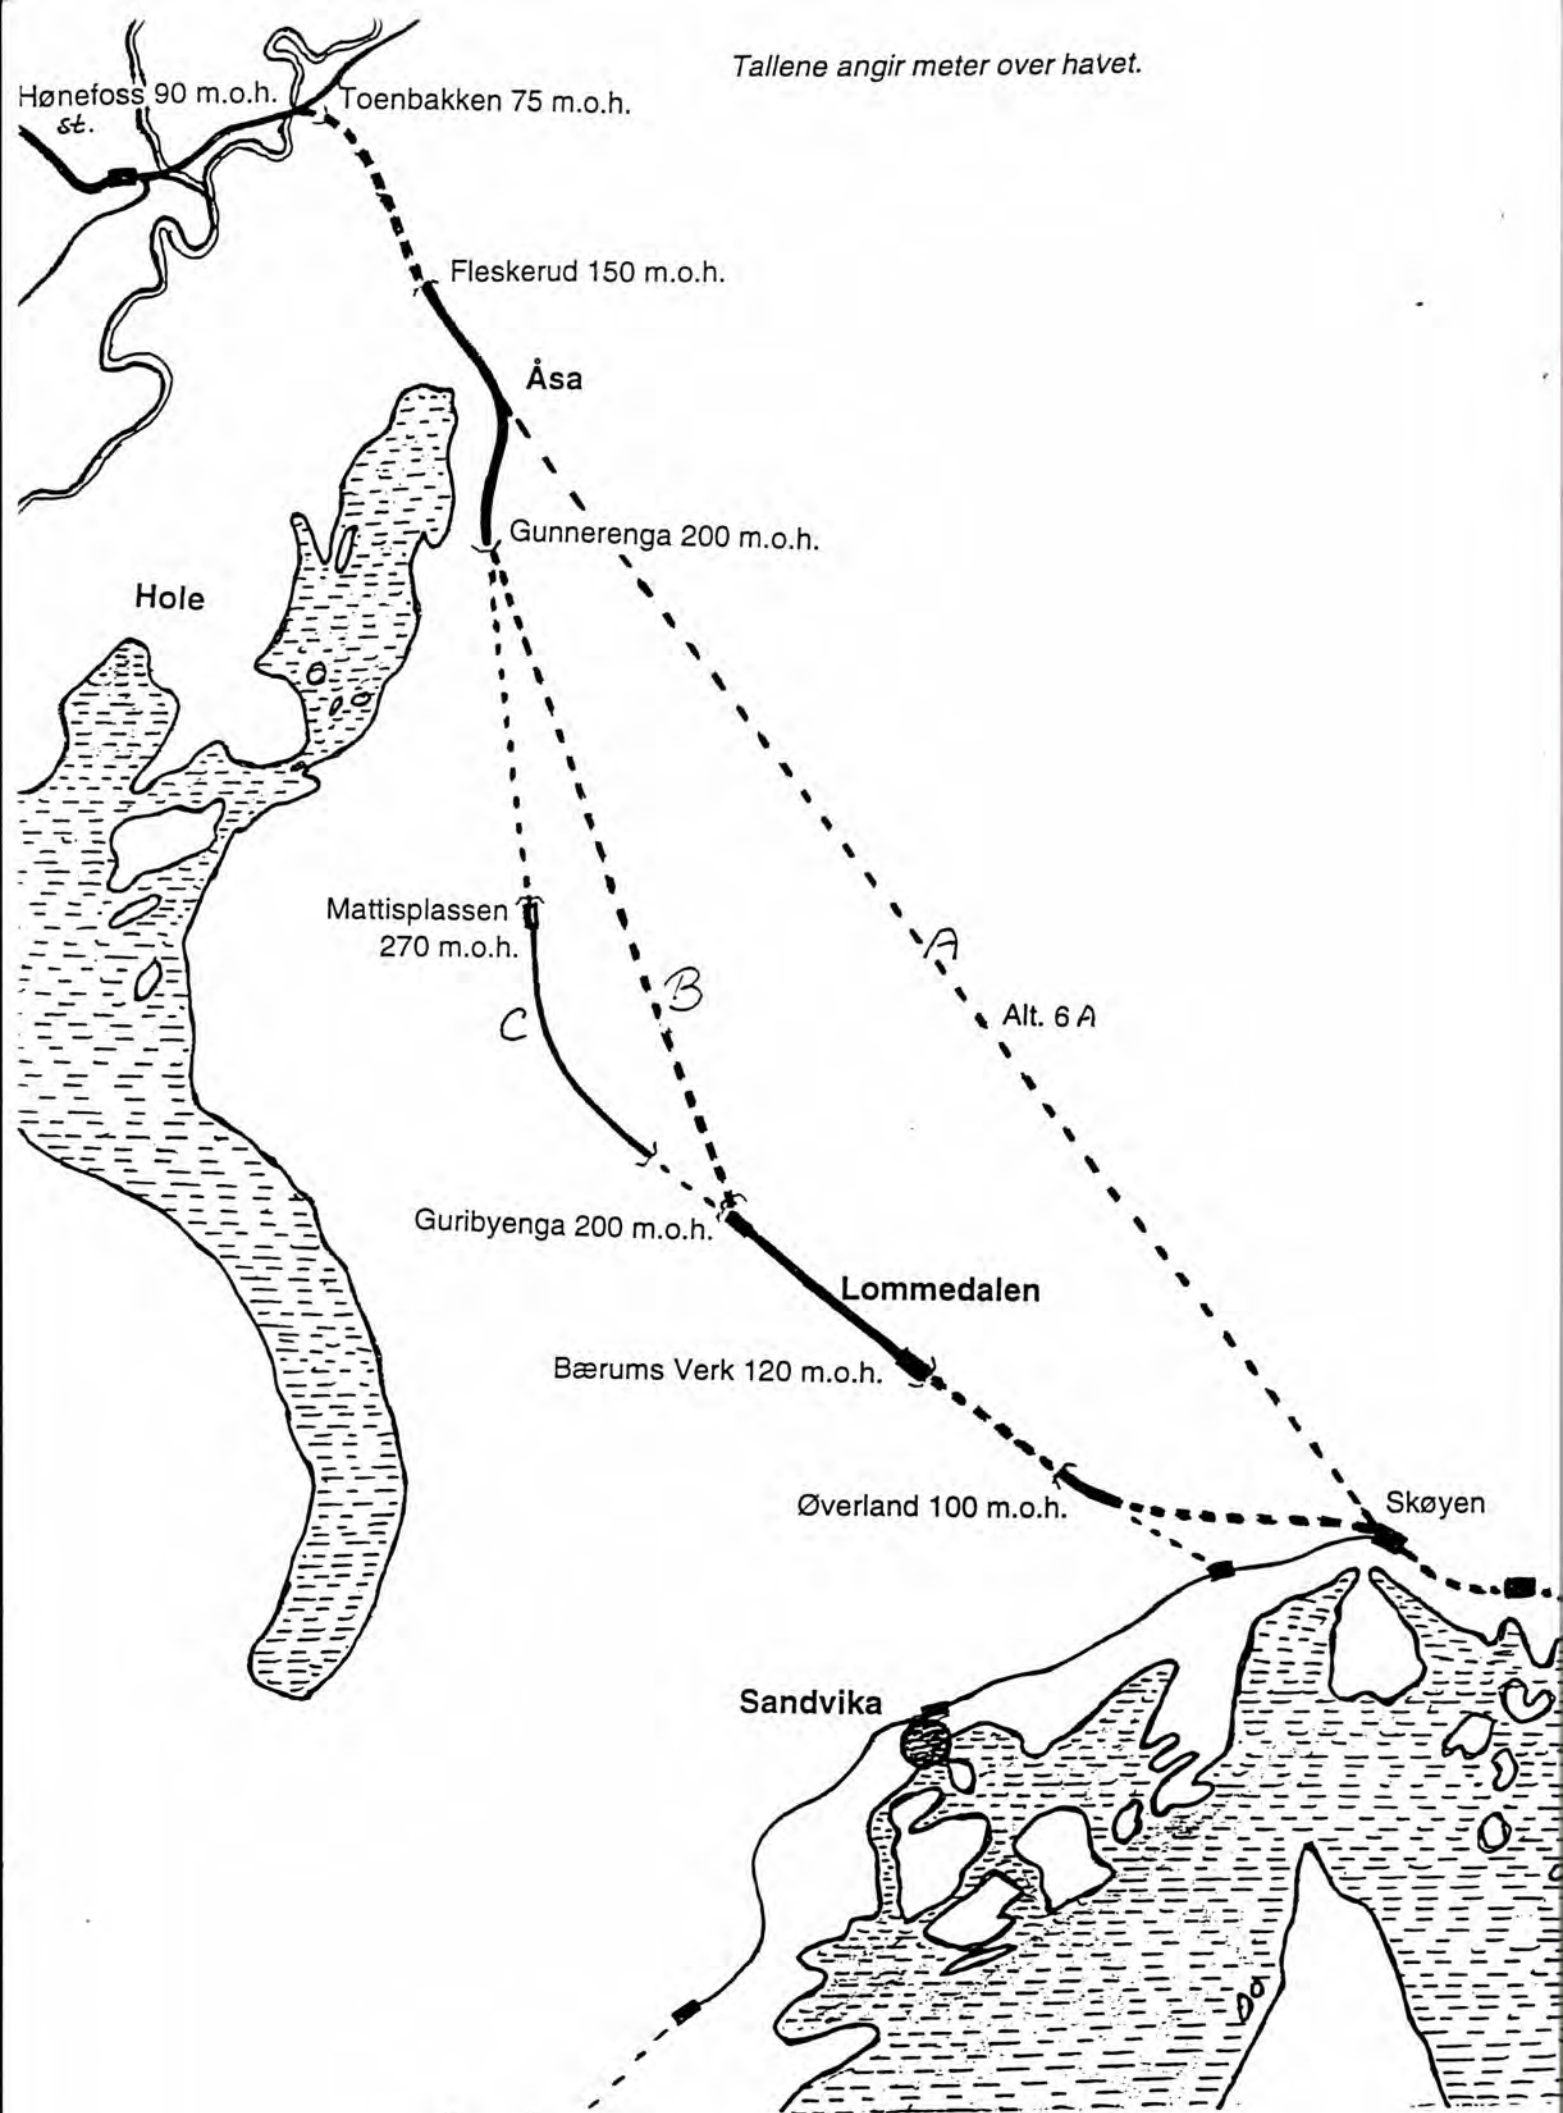 Tallene angir meter over havet.
Hønefoss 90 m.o.h.
st.
Toenbakken 75 m.o.h.
Fleskerud 150 m.o.h.
Åsa
Gunnerenga 200 m.o.h.
Hole
Mattisplassen
270 m.o.h.
A
B
C
Alt. 6 A
Guribyenga 200 m.o.h.
Lommedalen
Bærums Verk 120 m.o.h.
Øverland 100 m.o.h.
Skøyen
Sandvika